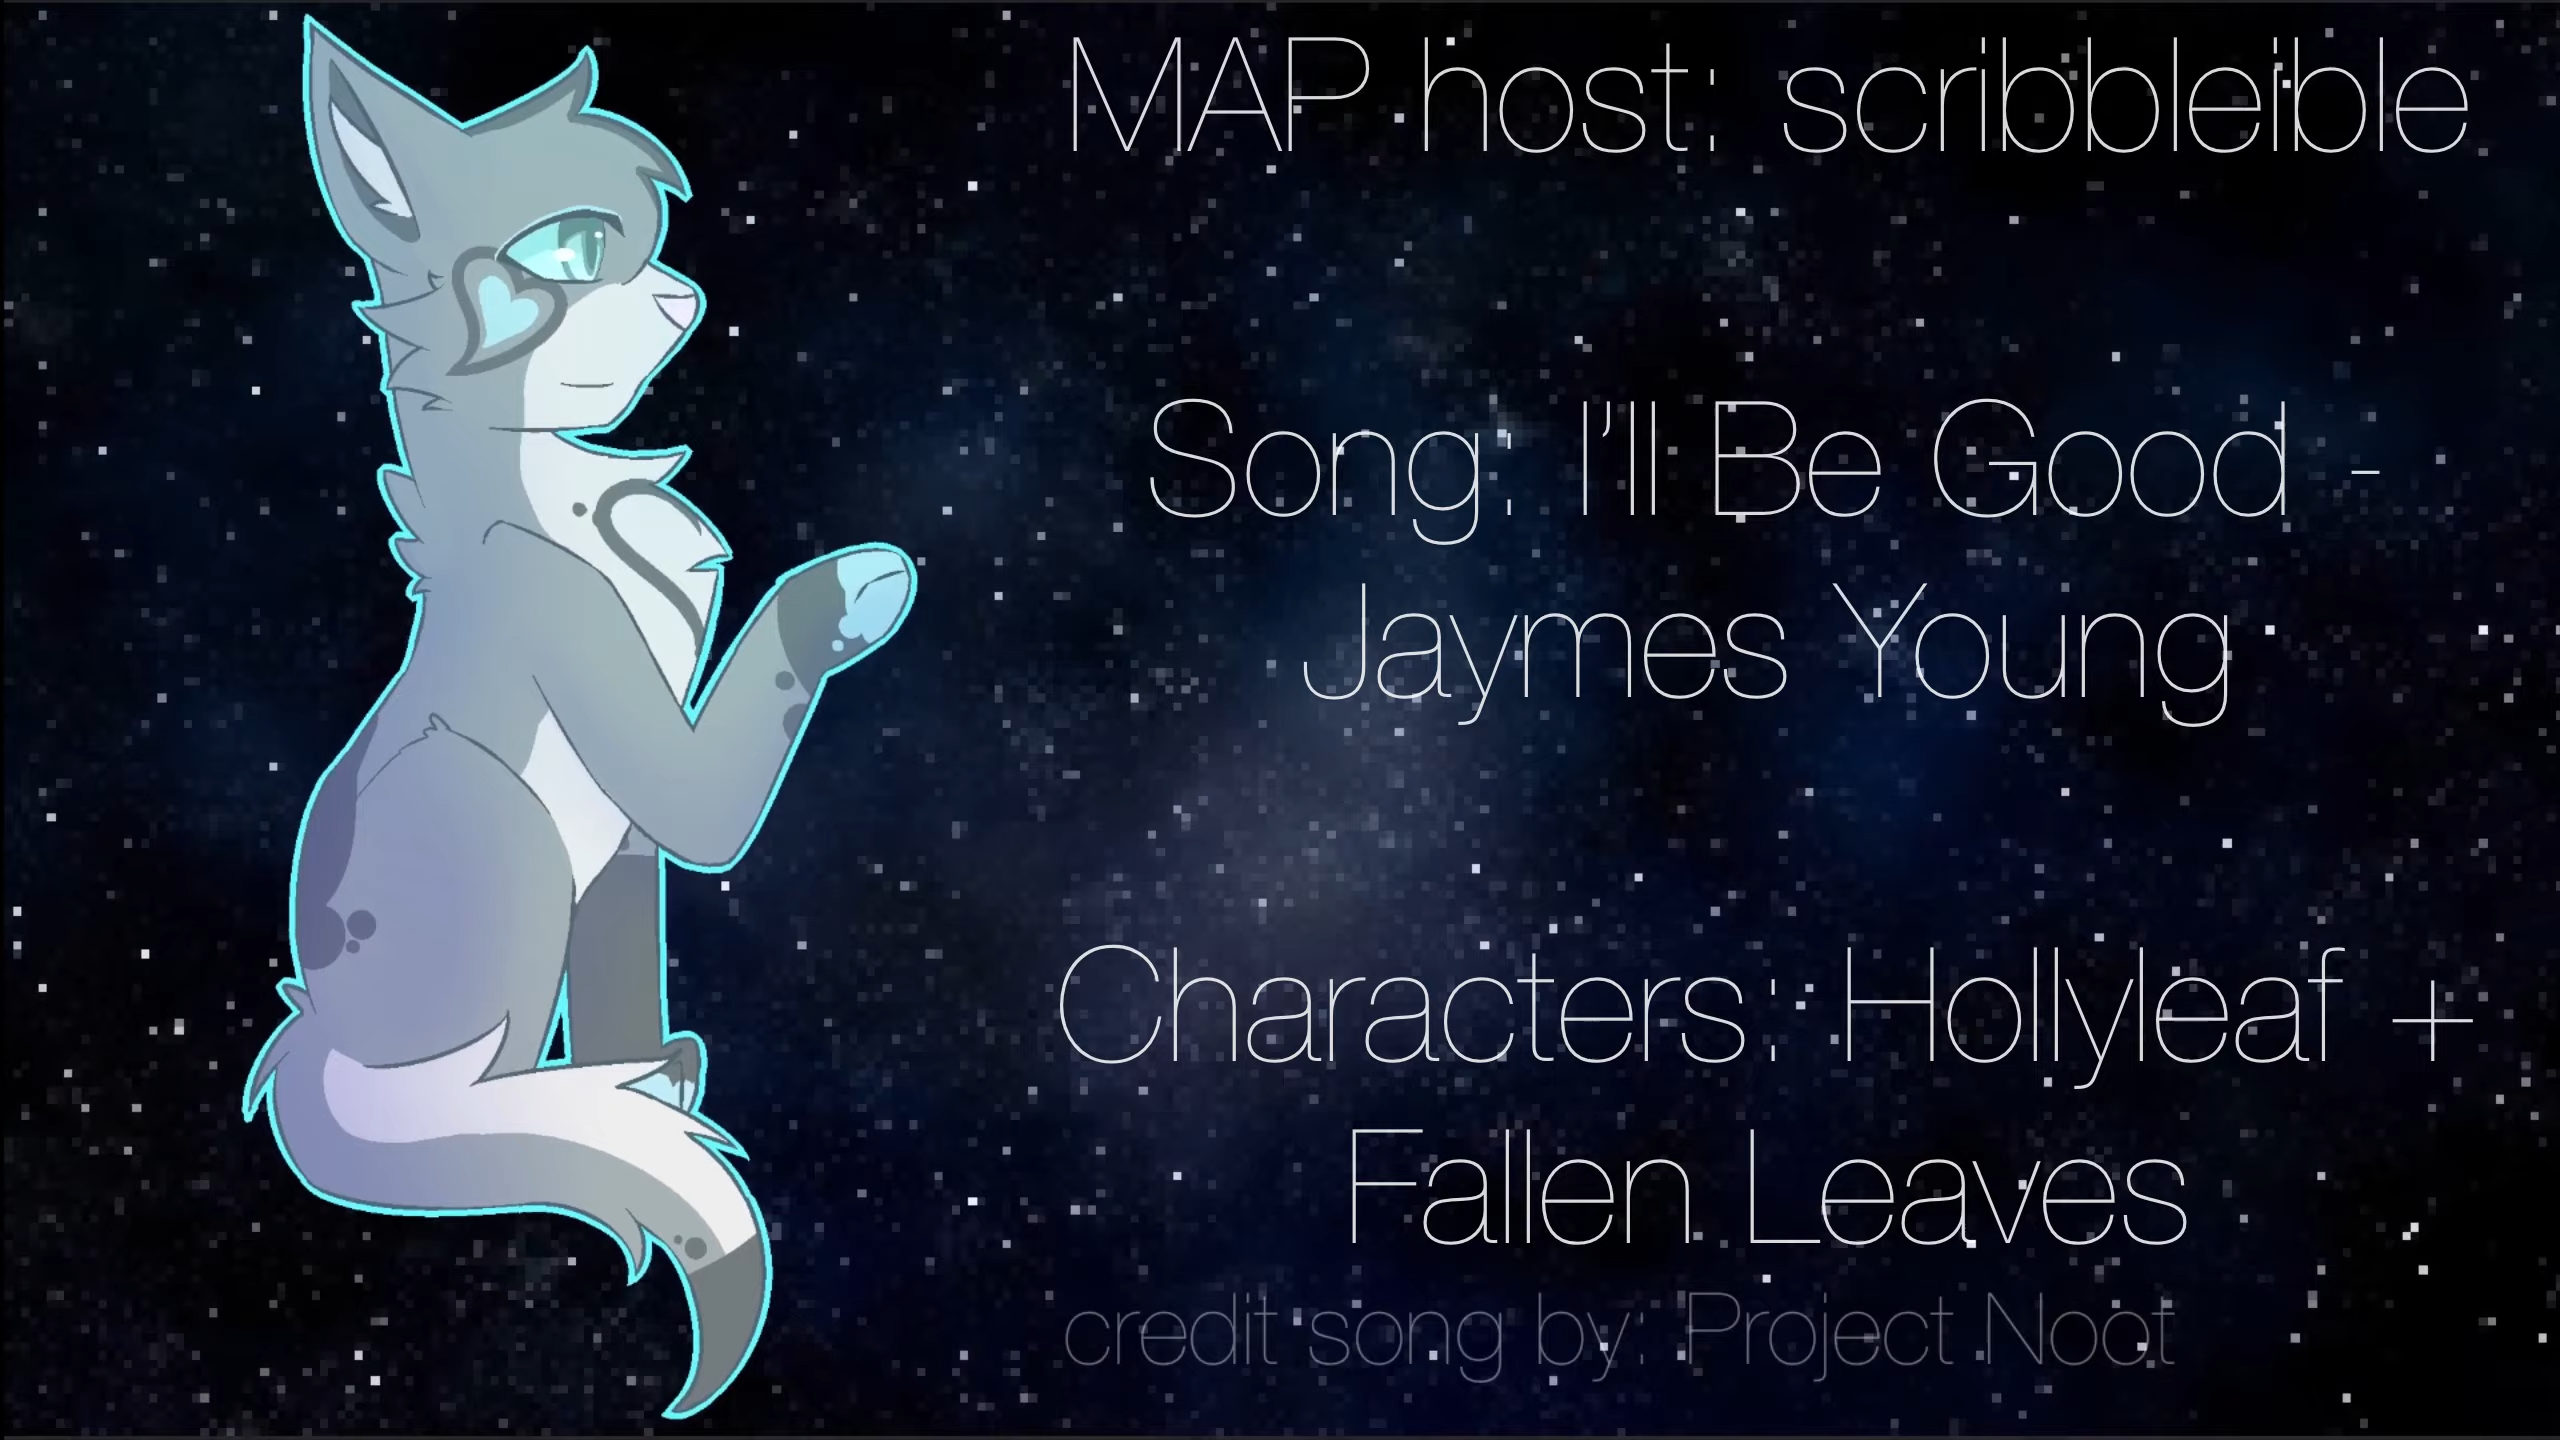 MAP host: scribbleible
Song: I'll Be Good -
Jaymes Young
Characters: Hollyleaf +
Fallen Leaves
credit song by: Project Noot